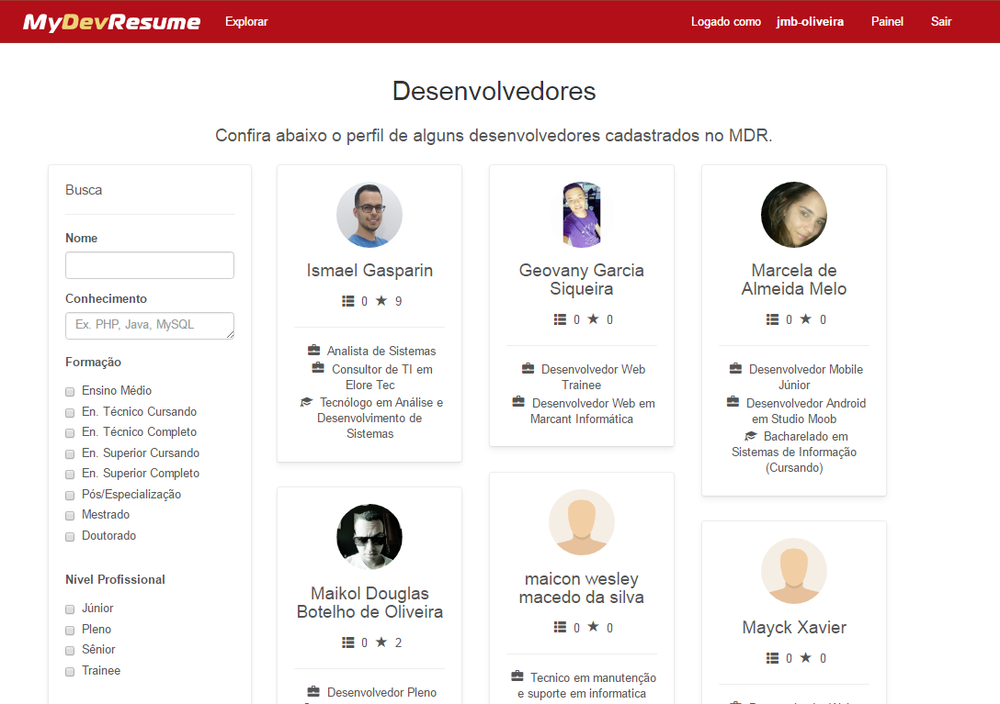 MyDevResume Explorar Logado como jmb-oliveira Painel Sair
Desenvolvedores
Confira abaixo o perfil de alguns desenvolvedores cadastrados no MDR.
Busca
Nome
Conhecimento
Ex. PHP, Java, MySQL
Formação
Ensino Médio
En. Técnico Cursando
En. Técnico Completo
En. Superior Cursando
En. Superior Completo
Pós/Especialização
Mestrado
Doutorado
Nível Profissional
Júnior
Pleno
Sênior
Trainee
Ismael Gasparin
0 9
Analista de Sistemas
Consultor de TI em
Elore Tec
Tecnólogo em Análise e
Desenvolvimento de
Sistemas
Maikol Douglas
Botelho de Oliveira
0 2
Desenvolvedor Pleno
Geovany Garcia
Siqueira
0 0
Desenvolvedor Web
Trainee
Desenvolvedor Web em
Marcant Informática
maicon wesley
macedo da silva
0 0
Tecnico em manutenção
e suporte em informatica
Marcela de
Almeida Melo
0 0
Desenvolvedor Mobile
Júnior
Desenvolvedor Android
em Studio Moob
Bacharelado em
Sistemas de Informação
(Cursando)
Mayck Xavier
0 0